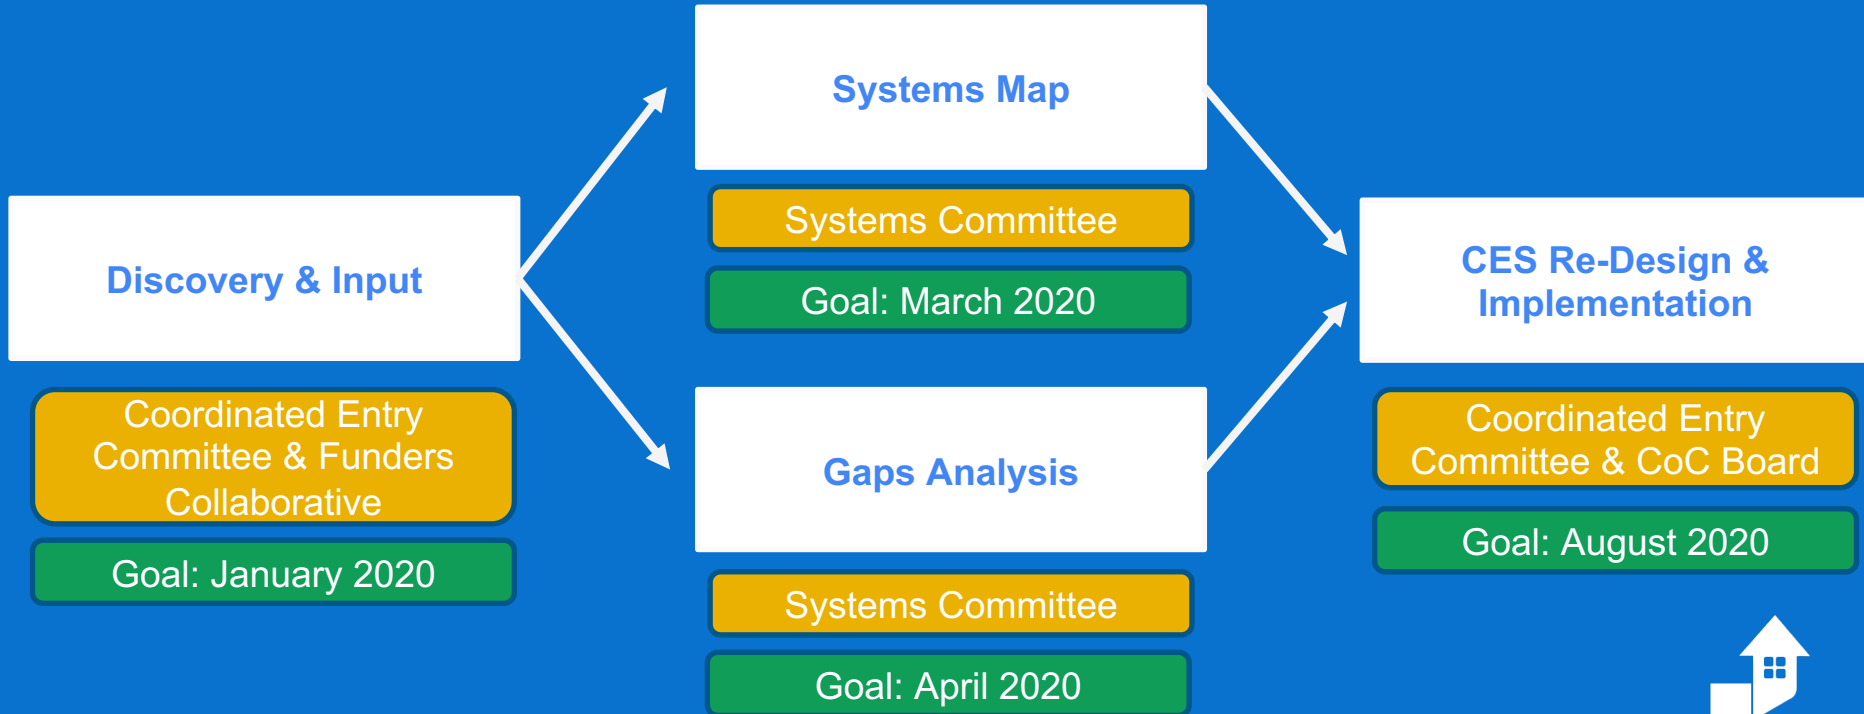 Discovery & Input
Coordinated Entry
Committee & Funders
Collaborative
Goal: January 2020
Systems Map
Systems Committee
Goal: March 2020
Gaps Analysis
Systems Committee
Goal: April 2020
CES Re-Design &
Implementation
Coordinated Entry
Committee & CoC Board
Goal: August 2020